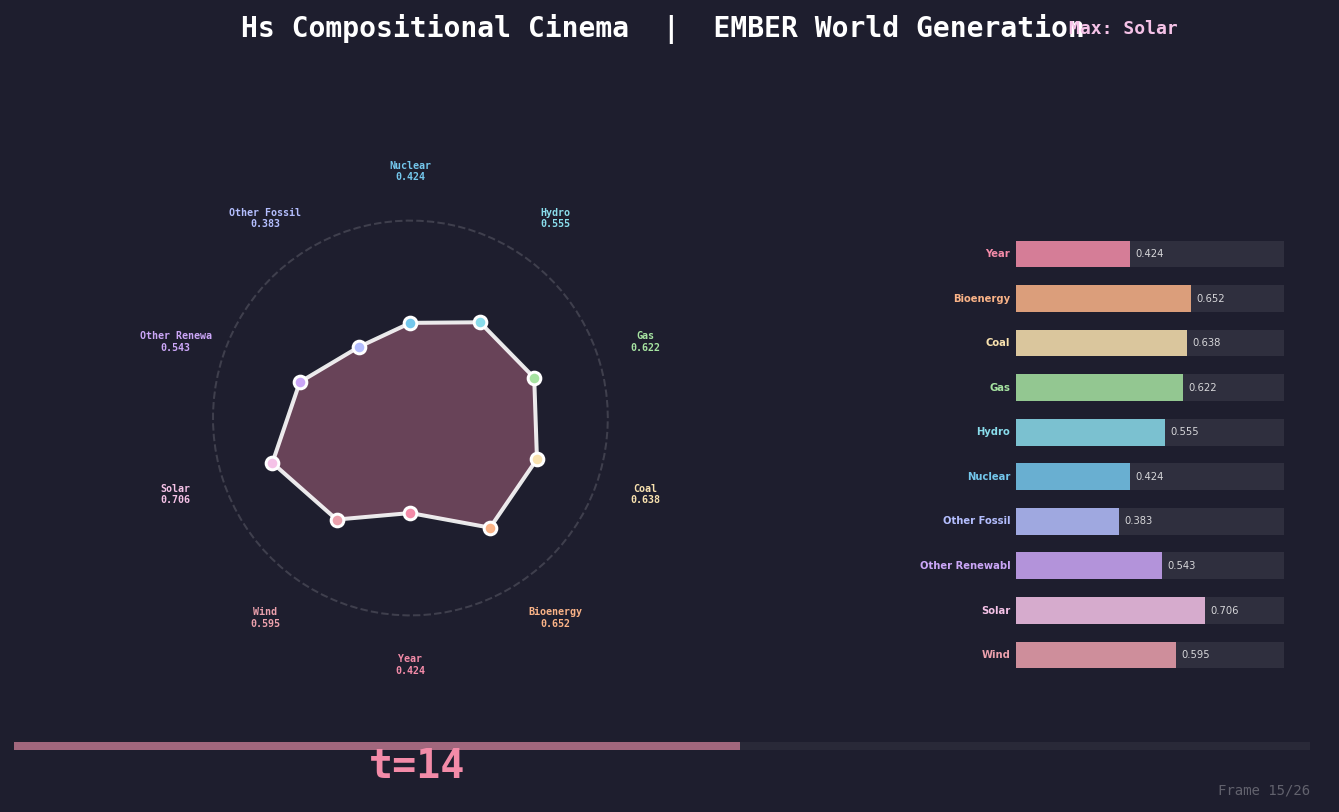 Hs Compositional Cinema | EMBER World Generation
Max: Solar
Nuclear
0.424
Other Fossil
0.383
Hydro
0.555
Other Renewa
0.543
Gas
0.622
Solar
0.706
Coal
0.638
Wind
0.595
Bioenergy
0.652
Year
0.424
Year 0.424
Bioenergy 0.652
Coal 0.638
Gas 0.622
Hydro 0.555
Nuclear 0.424
Other Fossil 0.383
Other Renewabl 0.543
Solar 0.706
Wind 0.595
t=14
Frame 15/26